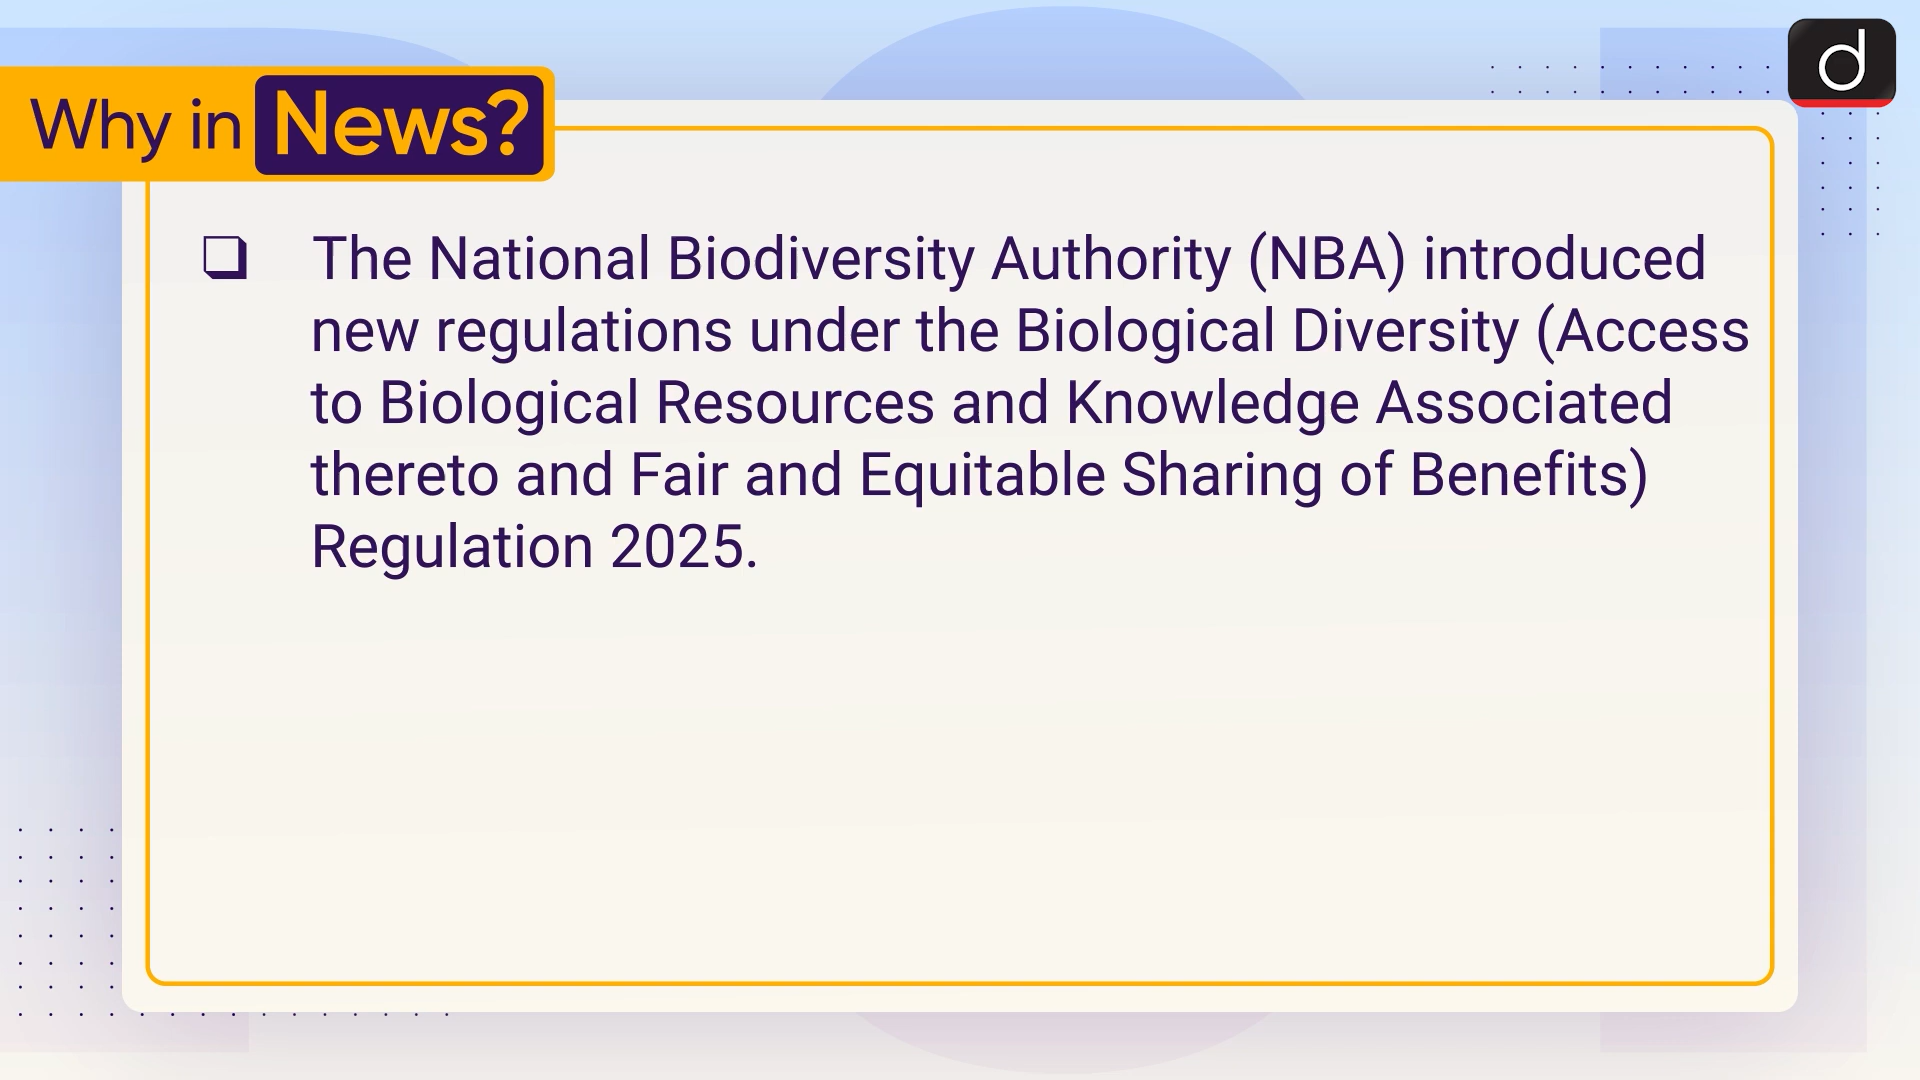 Why in News?
❑ The National Biodiversity Authority (NBA) introduced
new regulations under the Biological Diversity (Access
to Biological Resources and Knowledge Associated
thereto and Fair and Equitable Sharing of Benefits)
Regulation 2025.
d